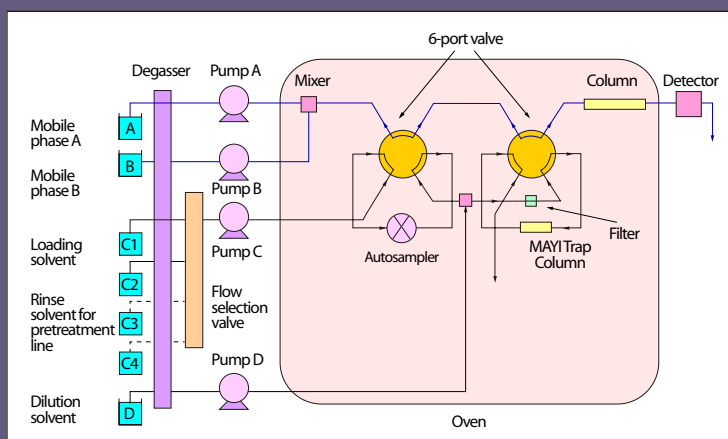 6-port valve
Degasser
Pump A
Mixer
Column
Detector
Mobile
phase A
A
Mobile
phase B
B
Pump B
Loading
solvent
C1
Pump C
Autosampler
Filter
MAYI Trap
Column
C2
Rinse
solvent for
pretreatment
line
C3
C4
Flow
selection
valve
Pump D
Dilution
solvent
D
Oven